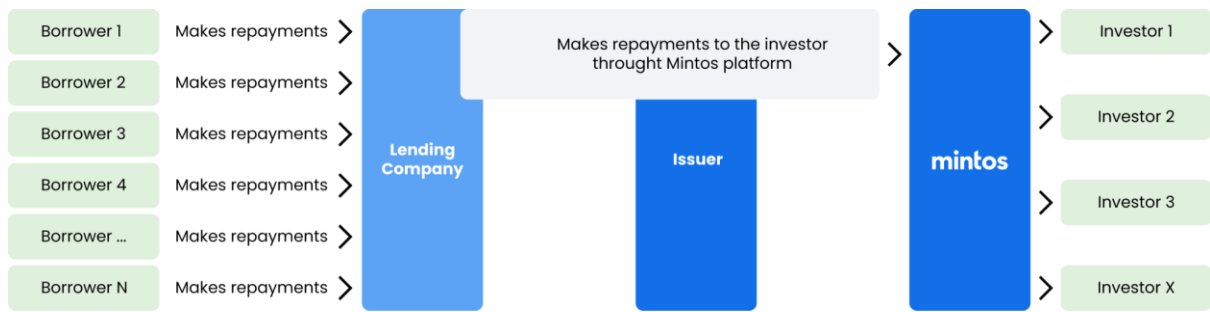 Borrower 1
Makes repayments
Borrower 2
Makes repayments
Borrower 3
Makes repayments
Borrower 4
Makes repayments
Borrower ...
Makes repayments
Borrower N
Makes repayments
Lending
Company
Makes repayments to the investor
throught Mintos platform
Issuer
mintos
Investor 1
Investor 2
Investor 3
Investor X